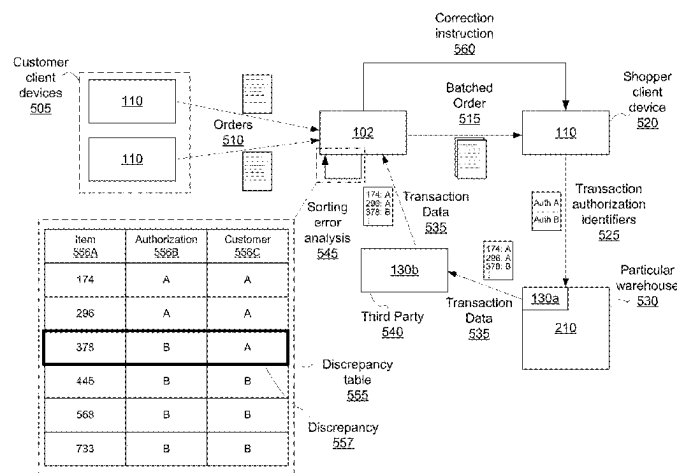 Correction
instruction
560
Customer
client
devices
505
110
110
Orders
510
102
Batched
Order
515
110
Shopper
client
device
520
Sorting
error
analysis
545
174: A
296: A
378: B
Transaction
Data
535
Auth A
Auth B
Transaction
authorization
identifiers
525
130b
Third Party
540
174: A
296: A
378: B
Transaction
Data
535
130a
210
Particular
warehouse
530
Item
556A
Authorization
556B
Customer
556C
174 A A
296 A A
378 B A
445 B B
568 B B
733 B B
Discrepancy
table
555
Discrepancy
557